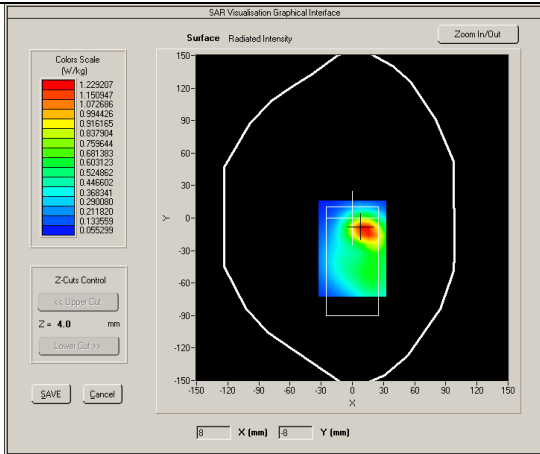 SAR Visualisation Graphical Interface
Surface Radiated Intensity
Zoom In/Out
Colors Scale
(W/kg)
1.229207
1.150947
1.072686
0.994426
0.916165
0.837904
0.759644
0.681383
0.603123
0.524862
0.446602
0.368341
0.290080
0.211820
0.133559
0.055299
Z-Cuts Control
<< Upper Cut
Z = 4.0 mm
Lower Cut >>
SAVE Cancel
150
120
90
60
30
0
-30
-60
-90
-120
-150
Y
-150 -120 -90 -60 -30 0 30 60 90 120 150
X
8 X (mm) -8 Y (mm)